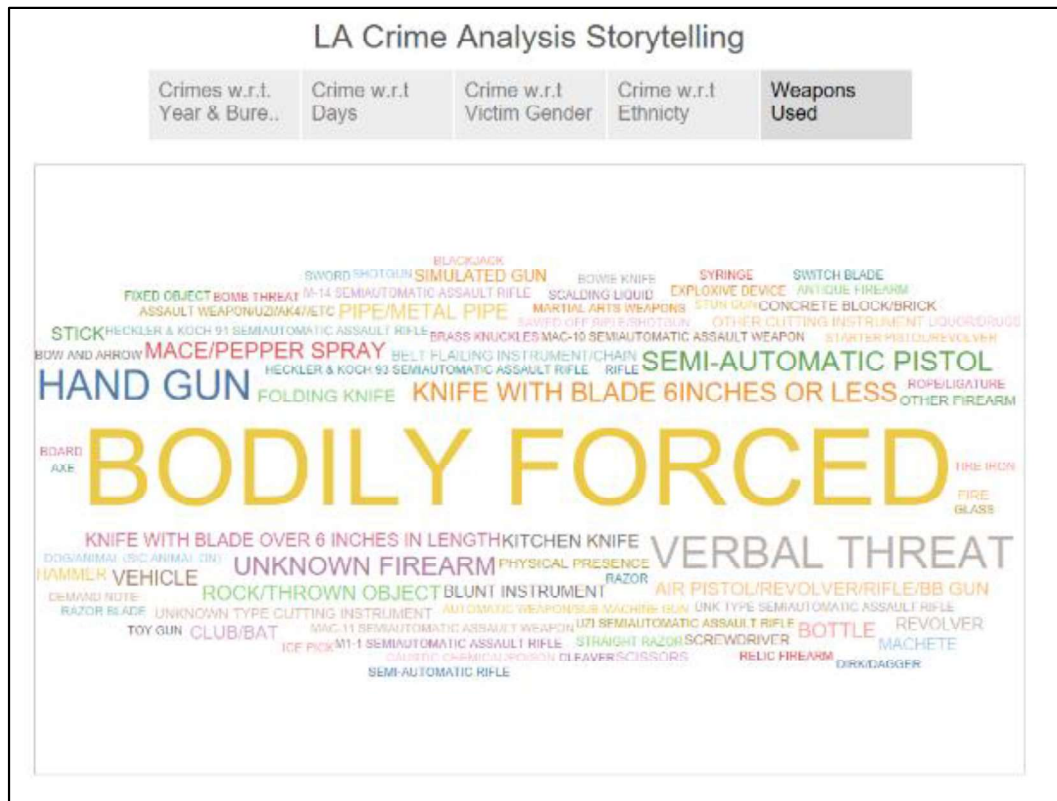 LA Crime Analysis Storytelling
Crimes w.r.t.
Year & Bure..
Crime w.r.t
Days
Crime w.r.t
Victim Gender
Crime w.r.t
Ethnicty
Weapons
Used
BLACKJACK
SWORD SHOTGUN SIMULATED GUN BOWIE KNIFE SYRINGE SWITCH BLADE
FIXED OBJECT BOMB THREAT M-14 SEMIAUTOMATIC ASSAULT RIFLE SCALDING LIQUID EXPLOXIVE DEVICE ANTIQUE FIREARM
ASSAULT WEAPON/UZI/AK47/ETC PIPE/METAL PIPE MARTIAL ARTS WEAPONS STUN GUN CONCRETE BLOCK/BRICK
STICK HECKLER & KOCH 91 SEMIAUTOMATIC ASSAULT RIFLE SAWED OFF RIFLE/SHOTGUN OTHER CUTTING INSTRUMENT LIQUOR/DRUGS
BRASS KNUCKLES MAC-10 SEMIAUTOMATIC ASSAULT WEAPON STARTER PISTOL/REVOLVER
BOW AND ARROW MACE/PEPPER SPRAY BELT FLAILING INSTRUMENT/CHAIN SEMI-AUTOMATIC PISTOL
HECKLER & KOCH 93 SEMIAUTOMATIC ASSAULT RIFLE RIFLE
HAND GUN FOLDING KNIFE KNIFE WITH BLADE 6INCHES OR LESS ROPE/LIGATURE
OTHER FIREARM
BOARD
AXE
BODILY FORCED
TIRE IRON
FIRE
GLASS
KNIFE WITH BLADE OVER 6 INCHES IN LENGTH KITCHEN KNIFE VERBAL THREAT
DOG/ANIMAL (SIC ANIMAL ON) UNKNOWN FIREARM PHYSICAL PRESENCE
HAMMER VEHICLE RAZOR
DEMAND NOTE ROCK/THROWN OBJECT BLUNT INSTRUMENT AIR PISTOL/REVOLVER/RIFLE/BB GUN
RAZOR BLADE UNKNOWN TYPE CUTTING INSTRUMENT AUTOMATIC WEAPON/SUB-MACHINE GUN UNK TYPE SEMIAUTOMATIC ASSAULT RIFLE
TOY GUN CLUB/BAT MAC-11 SEMIAUTOMATIC ASSAULT WEAPON UZI SEMIAUTOMATIC ASSAULT RIFLE BOTTLE REVOLVER
ICE PICK M1-1 SEMIAUTOMATIC ASSAULT RIFLE STRAIGHT RAZOR SCREWDRIVER MACHETE
CAUSTIC CHEMICAL/POISON CLEAVER SCISSORS RELIC FIREARM DIRK/DAGGER
SEMI-AUTOMATIC RIFLE